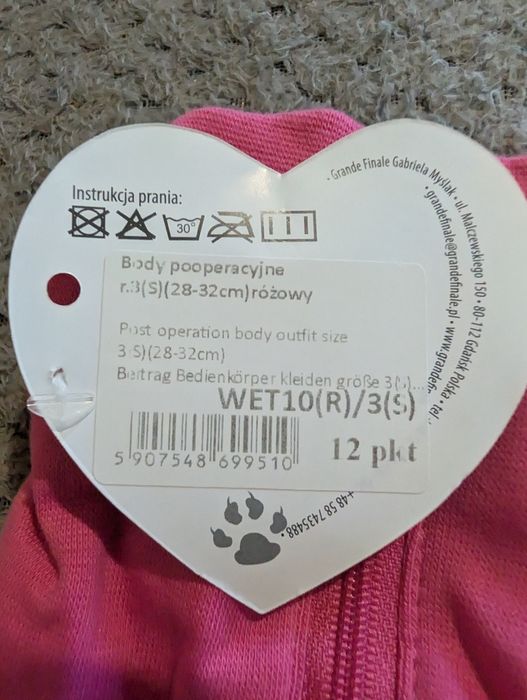 Instrukcja prania:
30°
• Grande Finale Gabriela Myślak • ul. Malczewskiego 150 • 80-112 Gdańsk Polska • tel.
• grandefinale@grandefinale.pl • www.grandef
+48 58 7435488 •
Body pooperacyjne
r.3(S)(28-32cm)różowy
Post operation body outfit size
3(S)(28-32cm)
Beitrag Bedienkörper kleiden größe 3(S)...
WET10(R)/3(S)
5 907548 699510
12 pkt